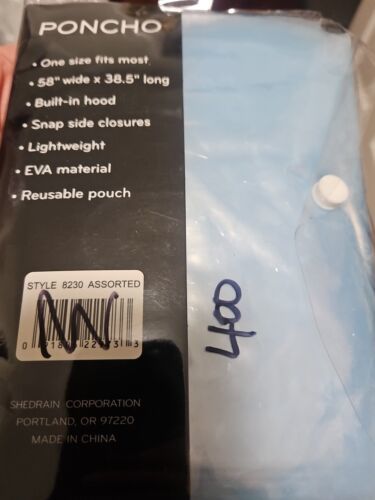 PONCHO
• One size fits most
• 58" wide x 38.5" long
• Built-in hood
• Snap side closures
• Lightweight
• EVA material
• Reusable pouch
STYLE 8230 ASSORTED
400
SHEDRAIN CORPORATION
PORTLAND, OR 97220
MADE IN CHINA